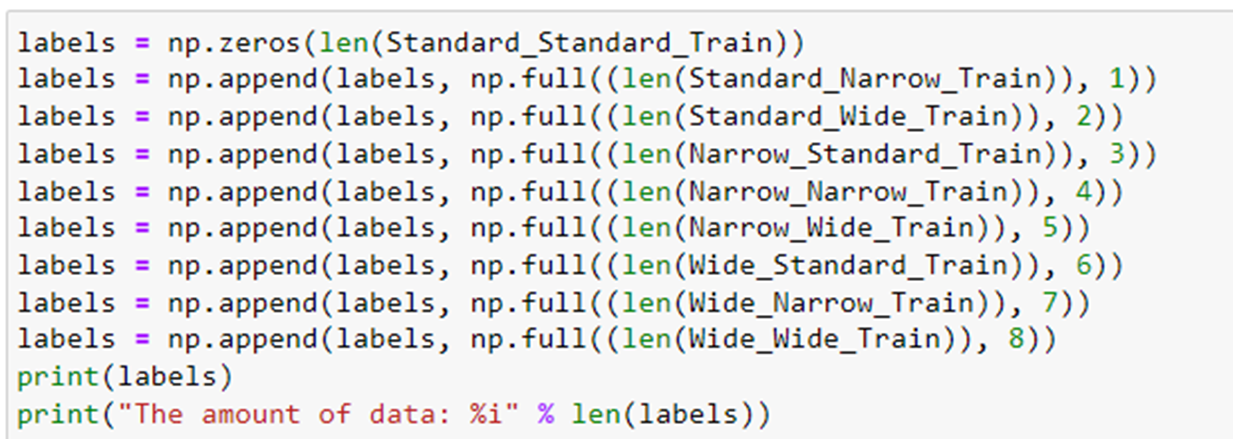 labels = np.zeros(len(Standard_Standard_Train))
labels = np.append(labels, np.full((len(Standard_Narrow_Train)), 1))
labels = np.append(labels, np.full((len(Standard_Wide_Train)), 2))
labels = np.append(labels, np.full((len(Narrow_Standard_Train)), 3))
labels = np.append(labels, np.full((len(Narrow_Narrow_Train)), 4))
labels = np.append(labels, np.full((len(Narrow_Wide_Train)), 5))
labels = np.append(labels, np.full((len(Wide_Standard_Train)), 6))
labels = np.append(labels, np.full((len(Wide_Narrow_Train)), 7))
labels = np.append(labels, np.full((len(Wide_Wide_Train)), 8))
print(labels)
print("The amount of data: %i" % len(labels))